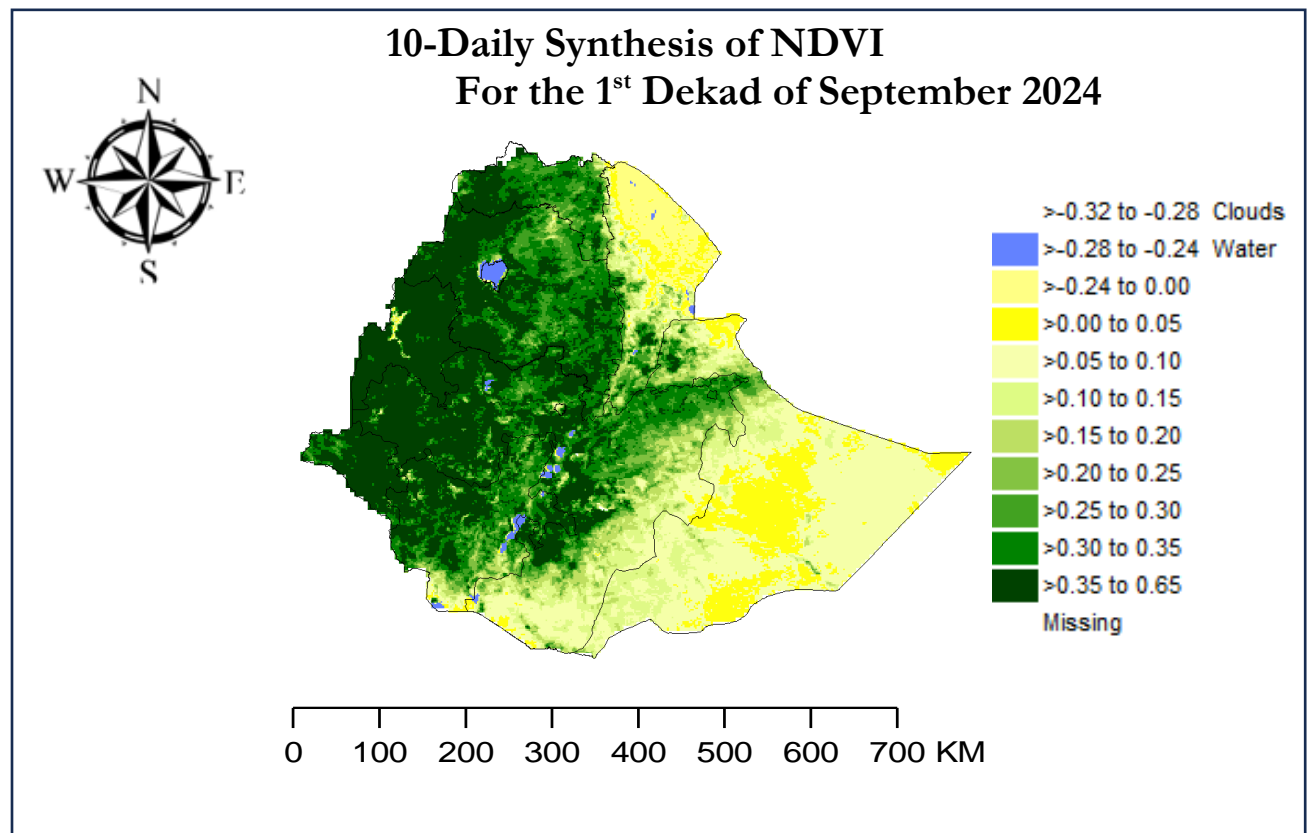 10-Daily Synthesis of NDVI
For the 1st Dekad of September 2024
N
W
E
S
>-0.32 to -0.28 Clouds
>-0.28 to -0.24 Water
>-0.24 to 0.00
>0.00 to 0.05
>0.05 to 0.10
>0.10 to 0.15
>0.15 to 0.20
>0.20 to 0.25
>0.25 to 0.30
>0.30 to 0.35
>0.35 to 0.65
Missing
0 100 200 300 400 500 600 700 KM